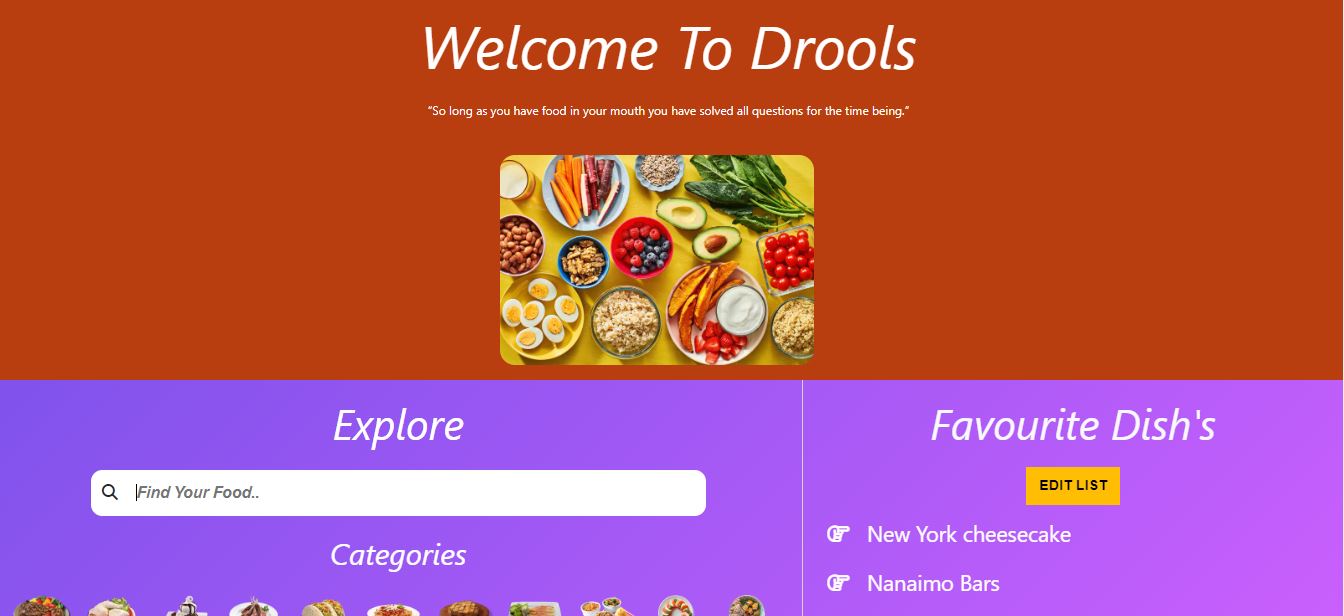 Welcome To Drools
“So long as you have food in your mouth you have solved all questions for the time being.”
Explore
Find Your Food..
Categories
Favourite Dish's
EDIT LIST
New York cheesecake
Nanaimo Bars